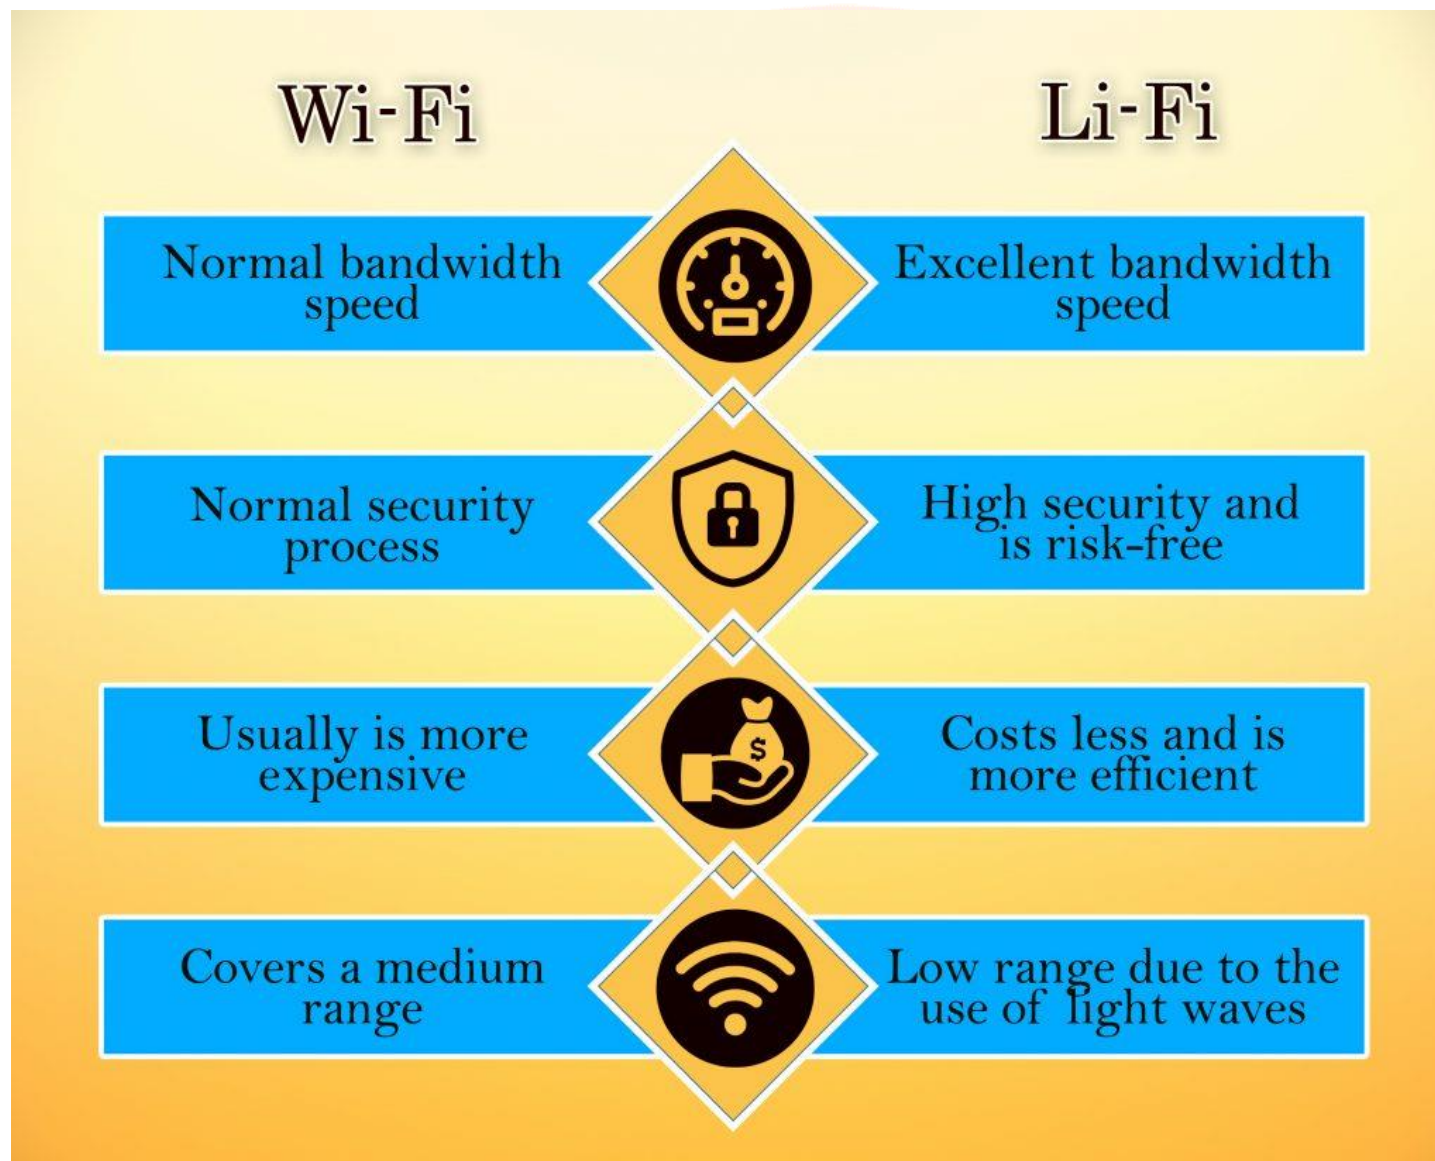 Wi-Fi
Li-Fi
Normal bandwidth
speed
Excellent bandwidth
speed
Normal security
process
High security and
is risk-free
$
Usually is more
expensive
Costs less and is
more efficient
Covers a medium
range
Low range due to the
use of light waves